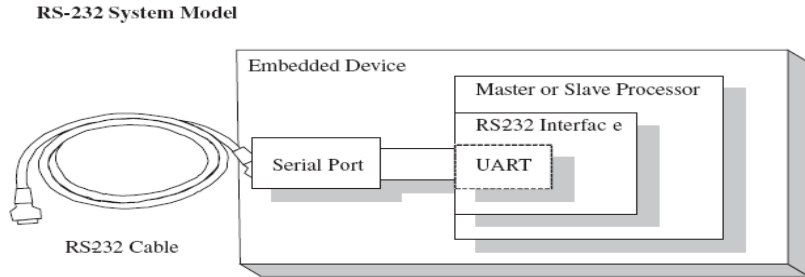 RS-232 System Model
Embedded Device
Master or Slave Processor
RS232 Interfac e
Serial Port
UART
RS232 Cable